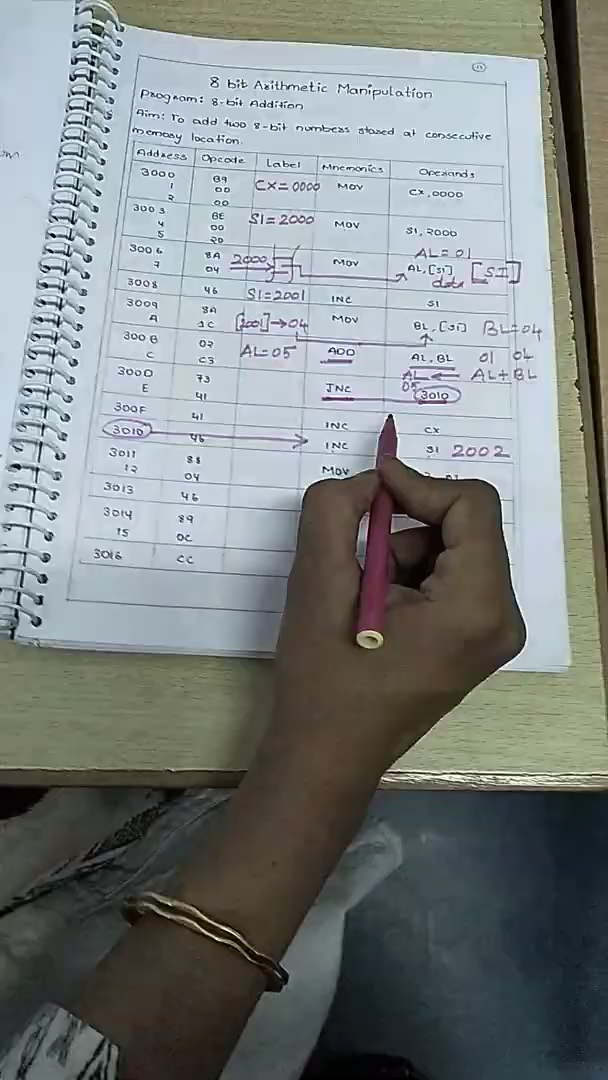 11
8 bit Arithmetic Manipulation
Program: 8-bit Addition
Aim: To add two 8-bit numbers stored at consecutive
memory location.
Address Opcode Label Mnemonics Operands
3000 B9 CX=0000 MOV CX,0000
1 00
2 00
3003 BE SI=2000 MOV SI,2000
4 00
5 20
AL=01
3006 8A 2000 MOV AL,[SI] [SI]
7 04 data
3008 46 SI=2001 INC SI
3009 8A [2001]→04 MOV BL,[SI] BL=04
A 1C
300B 02 AL=05 ADD AL,BL 01 04
C C3 AL ← AL+BL
300D 73 JNC 05 3010
E 41
300F 41 INC CX
3010 46 INC SI 2002
3011 88 MOV
12 04
3013 46
3014 89
15 0C
3016 CC